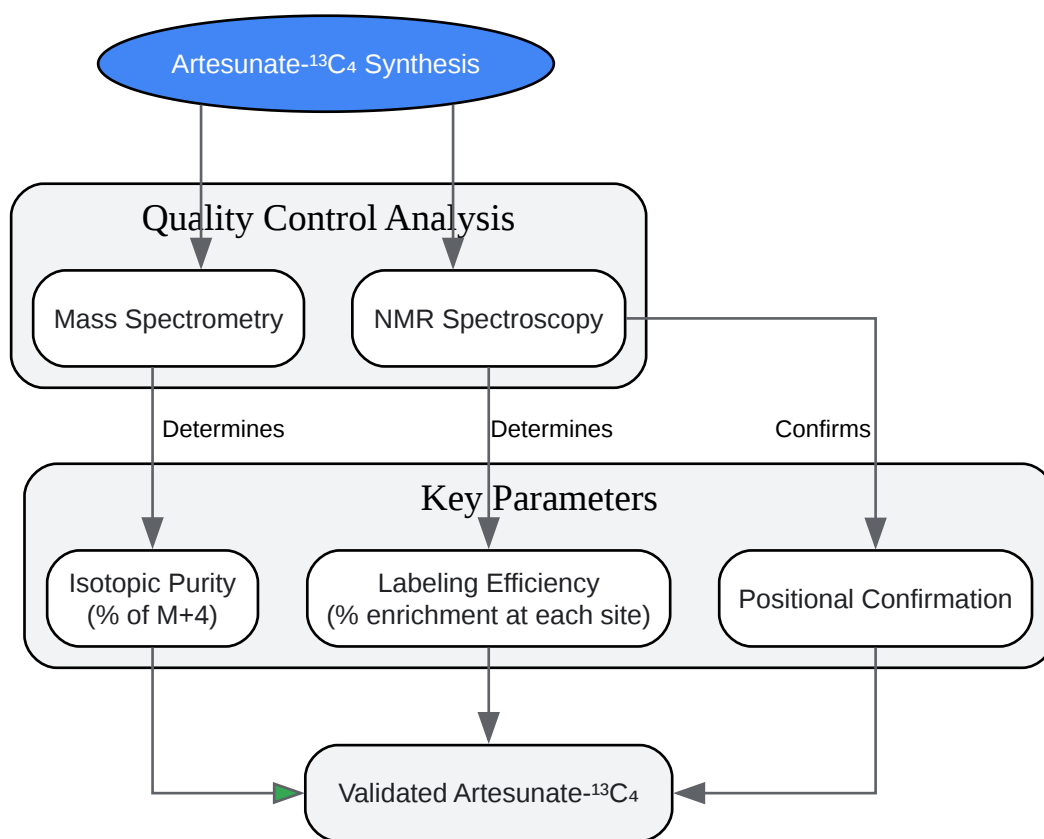 Artesunate-¹³C₄ Synthesis
Quality Control Analysis
Mass Spectrometry
NMR Spectroscopy
Determines
Determines
Confirms
Key Parameters
Isotopic Purity
(% of M+4)
Labeling Efficiency
(% enrichment at each site)
Positional Confirmation
Validated Artesunate-¹³C₄